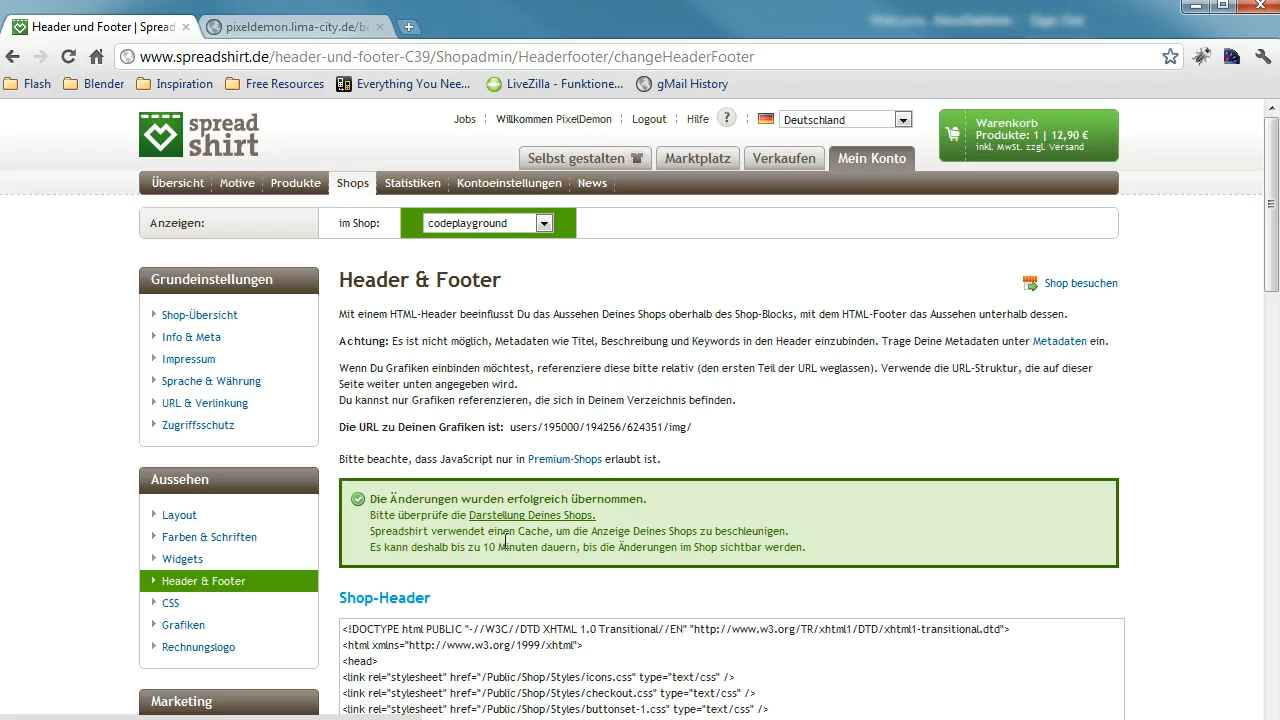 Header und Footer | Spread
pixeldemon.lima-city.de/b
www.spreadshirt.de/header-und-footer-C39/Shopadmin/Headerfooter/changeHeaderFooter
Flash Blender Inspiration Free Resources Everything You Nee... LiveZilla - Funktione... gMail History
spread
shirt
Jobs Willkommen PixelDemon Logout Hilfe ? Deutschland
Warenkorb
Produkte: 1 | 12,90 €
inkl. MwSt. zzgl. Versand
Selbst gestalten Marktplatz Verkaufen Mein Konto
Übersicht Motive Produkte Shops Statistiken Kontoeinstellungen News
Anzeigen: im Shop: codeplayground
Grundeinstellungen
Shop-Übersicht
Info & Meta
Impressum
Sprache & Währung
URL & Verlinkung
Zugriffsschutz
Aussehen
Layout
Farben & Schriften
Widgets
Header & Footer
CSS
Grafiken
Rechnungslogo
Marketing
Header & Footer
Shop besuchen
Mit einem HTML-Header beeinflusst Du das Aussehen Deines Shops oberhalb des Shop-Blocks, mit dem HTML-Footer das Aussehen unterhalb dessen.
Achtung: Es ist nicht möglich, Metadaten wie Titel, Beschreibung und Keywords in den Header einzubinden. Trage Deine Metadaten unter Metadaten ein.
Wenn Du Grafiken einbinden möchtest, referenziere diese bitte relativ (den ersten Teil der URL weglassen). Verwende die URL-Struktur, die auf dieser
Seite weiter unten angegeben wird.
Du kannst nur Grafiken referenzieren, die sich in Deinem Verzeichnis befinden.
Die URL zu Deinen Grafiken ist: users/195000/194256/624351/img/
Bitte beachte, dass JavaScript nur in Premium-Shops erlaubt ist.
Die Änderungen wurden erfolgreich übernommen.
Bitte überprüfe die Darstellung Deines Shops.
Spreadshirt verwendet einen Cache, um die Anzeige Deines Shops zu beschleunigen.
Es kann deshalb bis zu 10 Minuten dauern, bis die Änderungen im Shop sichtbar werden.
Shop-Header
<!DOCTYPE html PUBLIC "-//W3C//DTD XHTML 1.0 Transitional//EN" "http://www.w3.org/TR/xhtml1/DTD/xhtml1-transitional.dtd">
<html xmlns="http://www.w3.org/1999/xhtml">
<head>
<link rel="stylesheet" href="/Public/Shop/Styles/icons.css" type="text/css" />
<link rel="stylesheet" href="/Public/Shop/Styles/checkout.css" type="text/css" />
<link rel="stylesheet" href="/Public/Shop/Styles/buttonset-1.css" type="text/css" />